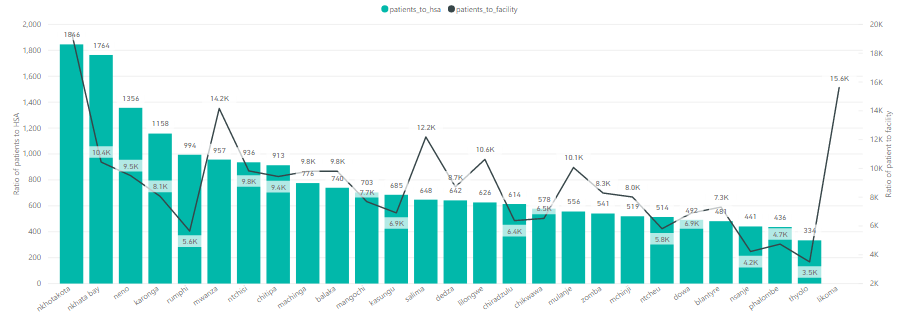 patients_to_hsa patients_to_facility
2,000
1,800
1,600
1,400
1,200
1,000
800
600
400
200
0
Ratio of patients to HSA
20K
18K
16K
14K
12K
10K
8K
6K
4K
2K
Ratio of patient to facility
1846
1764
1356
1158
994
957
936
913
776
740
703
685
648
642
626
614
578
556
541
519
514
492
481
441
436
334
10.4K
9.5K
8.1K
5.6K
14.2K
9.8K
9.4K
9.8K
9.8K
7.7K
6.9K
12.2K
8.7K
10.6K
6.4K
6.5K
10.1K
8.3K
8.0K
5.8K
6.9K
7.3K
4.2K
4.7K
3.5K
15.6K
nkhotakota
nkhata bay
neno
karonga
rumphi
mwanza
ntchisi
chitipa
machinga
balaka
mangochi
kasungu
salima
dedza
lilongwe
chiradzulu
chikwawa
mulanje
zomba
mchinji
ntcheu
dowa
blantyre
nsanje
phalombe
thyolo
likoma